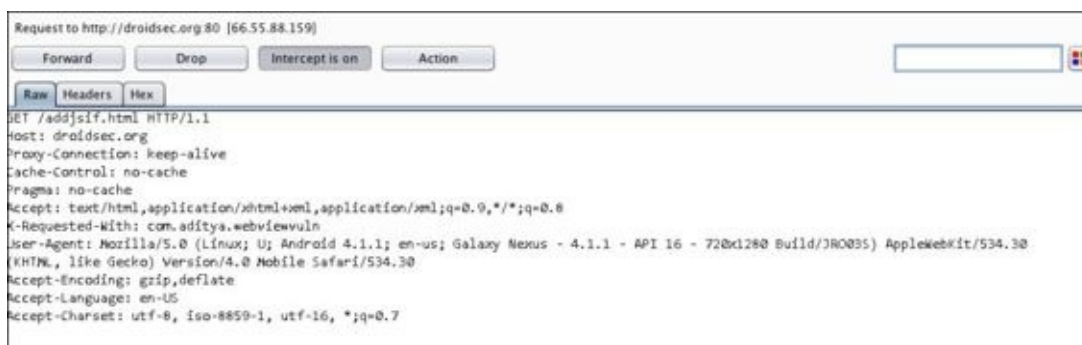 Request to http://droidsec.org:80 [66.55.88.159]
Forward Drop Intercept is on Action
Raw Headers Hex
GET /addjsif.html HTTP/1.1
Host: droidsec.org
Proxy-Connection: keep-alive
Cache-Control: no-cache
Pragma: no-cache
Accept: text/html,application/xhtml+xml,application/xml;q=0.9,*/*;q=0.8
X-Requested-With: com.aditya.webviewvuln
User-Agent: Mozilla/5.0 (Linux; U; Android 4.1.1; en-us; Galaxy Nexus - 4.1.1 - API 16 - 720x1280 Build/JRO03S) AppleWebKit/534.30
(KHTML, like Gecko) Version/4.0 Mobile Safari/534.30
Accept-Encoding: gzip,deflate
Accept-Language: en-US
Accept-Charset: utf-8, iso-8859-1, utf-16, *;q=0.7